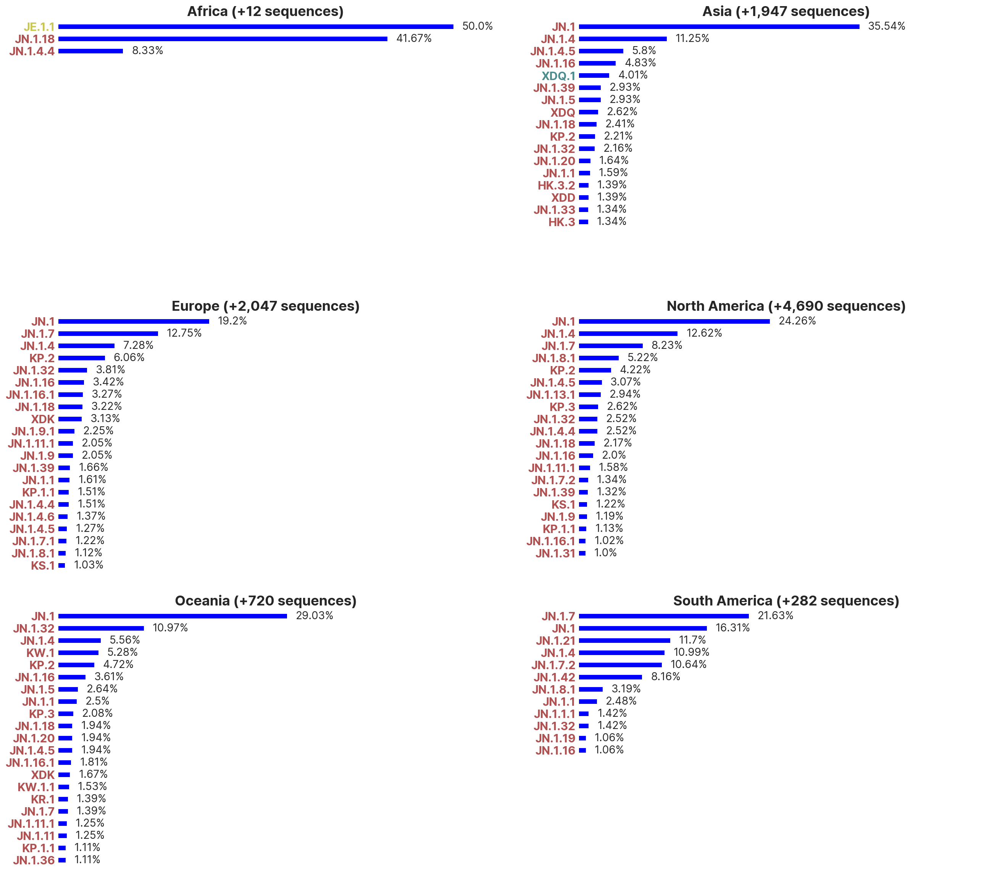 Africa (+12 sequences)
JE.1.1 50.0%
JN.1.18 41.67%
JN.1.4.4 8.33%
Asia (+1,947 sequences)
JN.1 35.54%
JN.1.4 11.25%
JN.1.4.5 5.8%
JN.1.16 4.83%
XDQ.1 4.01%
JN.1.39 2.93%
JN.1.5 2.93%
XDQ 2.62%
JN.1.18 2.41%
KP.2 2.21%
JN.1.32 2.16%
JN.1.20 1.64%
JN.1.1 1.59%
HK.3.2 1.39%
XDD 1.39%
JN.1.33 1.34%
HK.3 1.34%
Europe (+2,047 sequences)
JN.1 19.2%
JN.1.7 12.75%
JN.1.4 7.28%
KP.2 6.06%
JN.1.32 3.81%
JN.1.16 3.42%
JN.1.16.1 3.27%
JN.1.18 3.22%
XDK 3.13%
JN.1.9.1 2.25%
JN.1.11.1 2.05%
JN.1.9 2.05%
JN.1.39 1.66%
JN.1.1 1.61%
KP.1.1 1.51%
JN.1.4.4 1.51%
JN.1.4.6 1.37%
JN.1.4.5 1.27%
JN.1.7.1 1.22%
JN.1.8.1 1.12%
KS.1 1.03%
North America (+4,690 sequences)
JN.1 24.26%
JN.1.4 12.62%
JN.1.7 8.23%
JN.1.8.1 5.22%
KP.2 4.22%
JN.1.4.5 3.07%
JN.1.13.1 2.94%
KP.3 2.62%
JN.1.32 2.52%
JN.1.4.4 2.52%
JN.1.18 2.17%
JN.1.16 2.0%
JN.1.11.1 1.58%
JN.1.7.2 1.34%
JN.1.39 1.32%
KS.1 1.22%
JN.1.9 1.19%
KP.1.1 1.13%
JN.1.16.1 1.02%
JN.1.31 1.0%
Oceania (+720 sequences)
JN.1 29.03%
JN.1.32 10.97%
JN.1.4 5.56%
KW.1 5.28%
KP.2 4.72%
JN.1.16 3.61%
JN.1.5 2.64%
JN.1.1 2.5%
KP.3 2.08%
JN.1.18 1.94%
JN.1.20 1.94%
JN.1.4.5 1.94%
JN.1.16.1 1.81%
XDK 1.67%
KW.1.1 1.53%
KR.1 1.39%
JN.1.7 1.39%
JN.1.11.1 1.25%
JN.1.11 1.25%
KP.1.1 1.11%
JN.1.36 1.11%
South America (+282 sequences)
JN.1.7 21.63%
JN.1 16.31%
JN.1.21 11.7%
JN.1.4 10.99%
JN.1.7.2 10.64%
JN.1.42 8.16%
JN.1.8.1 3.19%
JN.1.1 2.48%
JN.1.1.1 1.42%
JN.1.32 1.42%
JN.1.19 1.06%
JN.1.16 1.06%